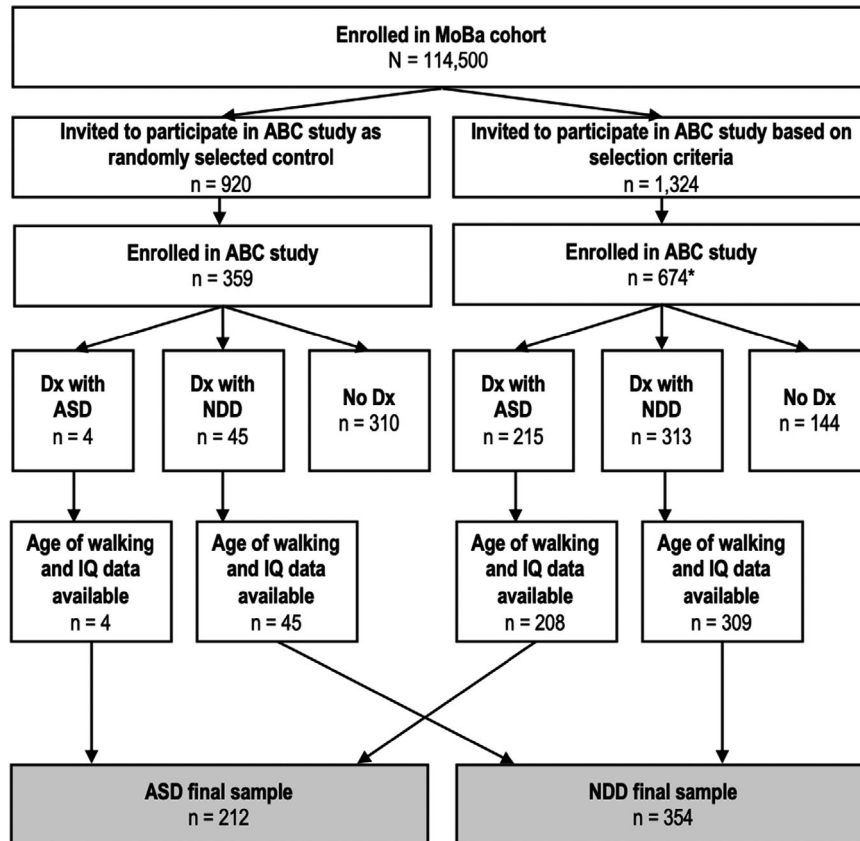 Enrolled in MoBa cohort
N = 114,500
Invited to participate in ABC study as
randomly selected control
n = 920
Invited to participate in ABC study based on
selection criteria
n = 1,324
Enrolled in ABC study
n = 359
Enrolled in ABC study
n = 674*
Dx with
ASD
n = 4
Dx with
NDD
n = 45
No Dx
n = 310
Dx with
ASD
n = 215
Dx with
NDD
n = 313
No Dx
n = 144
Age of walking
and IQ data
available
n = 4
Age of walking
and IQ data
available
n = 45
Age of walking
and IQ data
available
n = 208
Age of walking
and IQ data
available
n = 309
ASD final sample
n = 212
NDD final sample
n = 354